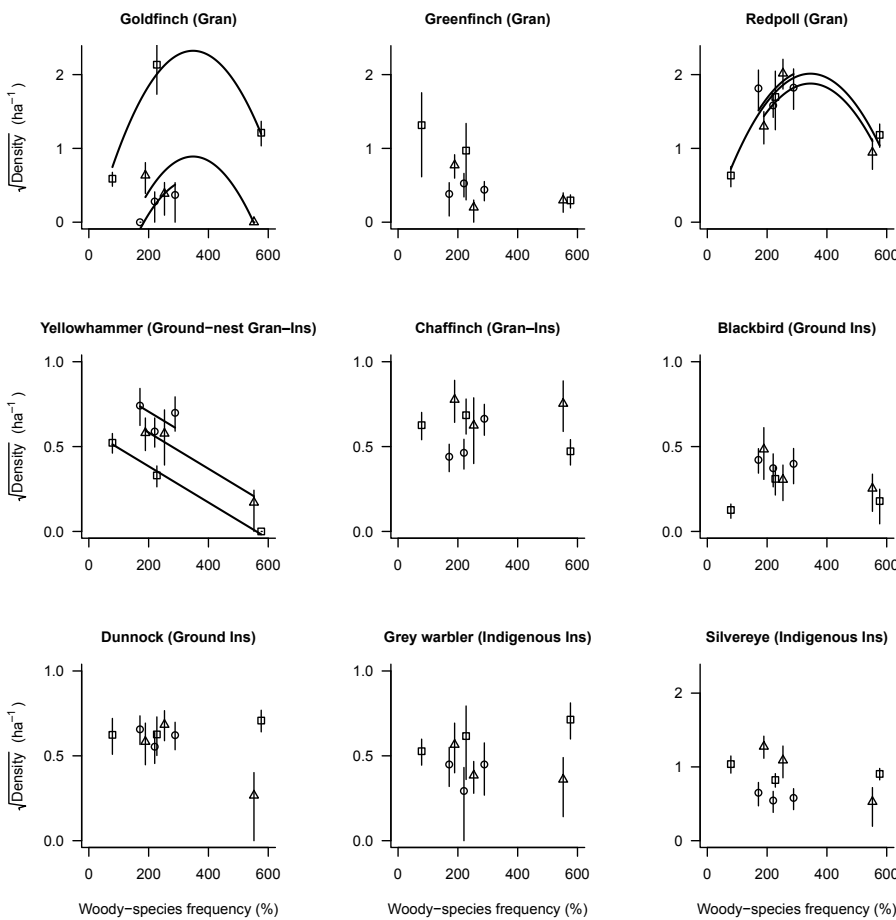 Goldfinch (Gran)
Greenfinch (Gran)
Redpoll (Gran)
√Density (ha⁻¹)
2
1
0
0 200 400 600
2
1
0
0 200 400 600
2
1
0
0 200 400 600
Yellowhammer (Ground−nest Gran−Ins)
Chaffinch (Gran−Ins)
Blackbird (Ground Ins)
√Density (ha⁻¹)
1.0
0.5
0.0
0 200 400 600
1.0
0.5
0.0
0 200 400 600
1.0
0.5
0.0
0 200 400 600
Dunnock (Ground Ins)
Grey warbler (Indigenous Ins)
Silvereye (Indigenous Ins)
√Density (ha⁻¹)
1.0
0.5
0.0
0 200 400 600
1.0
0.5
0.0
0 200 400 600
2
1
0
0 200 400 600
Woody−species frequency (%)
Woody−species frequency (%)
Woody−species frequency (%)